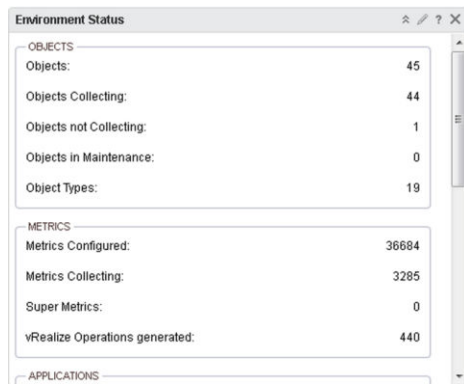 Environment Status
OBJECTS
Objects: 45
Objects Collecting: 44
Objects not Collecting: 1
Objects in Maintenance: 0
Object Types: 19
METRICS
Metrics Configured: 36684
Metrics Collecting: 3285
Super Metrics: 0
vRealize Operations generated: 440
APPLICATIONS